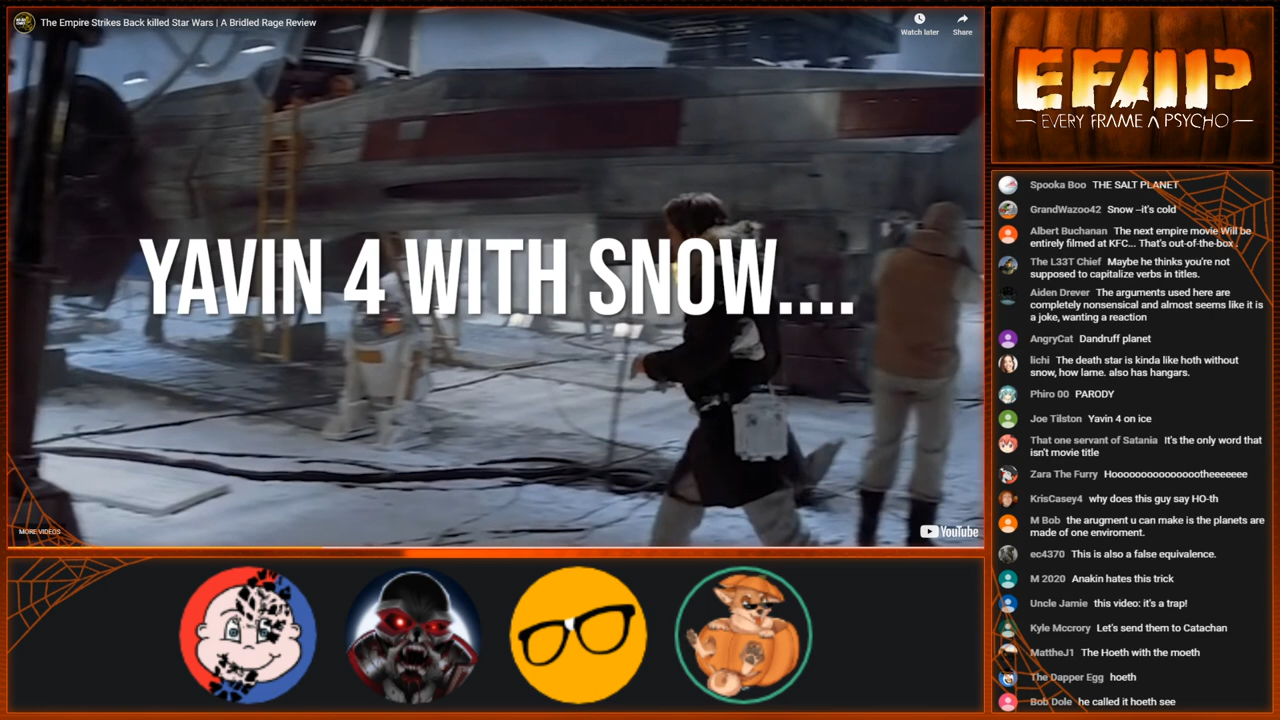 The Empire Strikes Back killed Star Wars | A Bridled Rage Review
Watch later
Share
YAVIN 4 WITH SNOW....
MORE VIDEOS
YouTube
EFAP
EVERY FRAME A PSYCHO
Spooka Boo THE SALT PLANET
GrandWazoo42 Snow –it's cold
Albert Buchanan The next empire movie Will be
entirely filmed at KFC... That's out-of-the-box .
The L33T Chief Maybe he thinks you're not
supposed to capitalize verbs in titles.
Aiden Drever The arguments used here are
completely nonsensical and almost seems like it is
a joke, wanting a reaction
AngryCat Dandruff planet
lichi The death star is kinda like hoth without
snow, how lame. also has hangars.
Phiro 00 PARODY
Joe Tilston Yavin 4 on ice
That one servant of Satania It's the only word that
isn't movie title
Zara The Furry Hooooooooooooootheeeeeee
KrisCasey4 why does this guy say HO-th
M Bob the arugment u can make is the planets are
made of one enviroment.
ec4370 This is also a false equivalence.
M 2020 Anakin hates this trick
Uncle Jamie this video: it's a trap!
Kyle Mccrory Let's send them to Catachan
MattheJ1 The Hoeth with the moeth
The Dapper Egg hoeth
Bob Dole he called it hoeth see